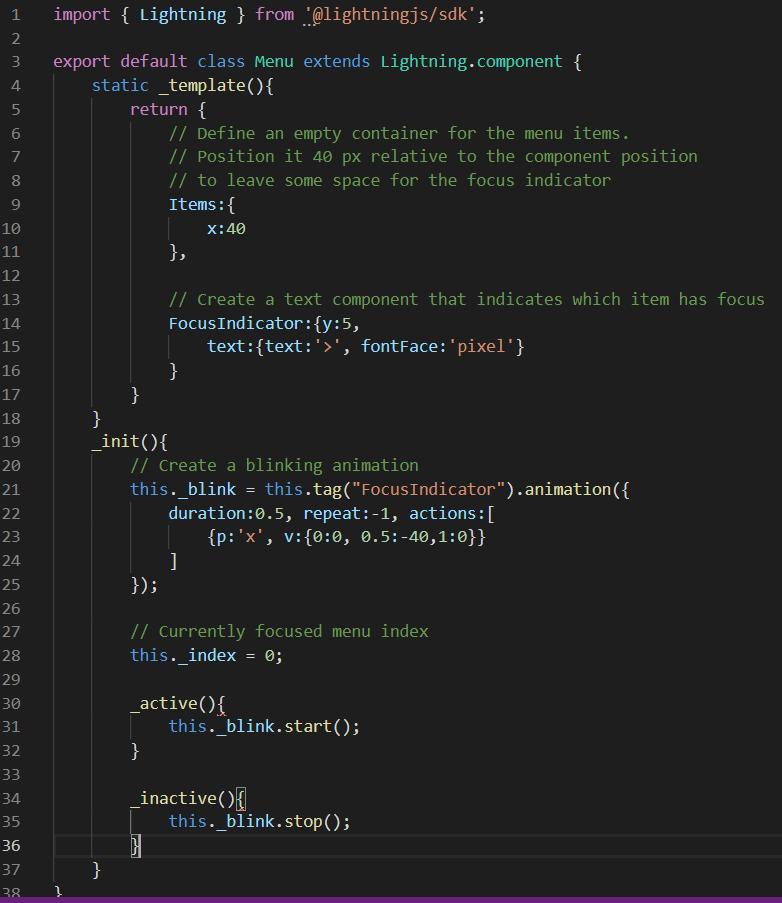 1 import { Lightning } from '@lightningjs/sdk';
2
3 export default class Menu extends Lightning.component {
4     static _template(){
5         return {
6             // Define an empty container for the menu items.
7             // Position it 40 px relative to the component position
8             // to leave some space for the focus indicator
9             Items:{
10                 x:40
11             },
12
13             // Create a text component that indicates which item has focus
14             FocusIndicator:{y:5,
15                 text:{text:'>', fontFace:'pixel'}
16             }
17         }
18     }
19     _init(){
20         // Create a blinking animation
21         this._blink = this.tag("FocusIndicator").animation({
22             duration:0.5, repeat:-1, actions:[
23                 {p:'x', v:{0:0, 0.5:-40,1:0}}
24             ]
25         });
26
27         // Currently focused menu index
28         this._index = 0;
29
30         _active(){
31             this._blink.start();
32         }
33
34         _inactive(){
35             this._blink.stop();
36         }
37     }
38 }